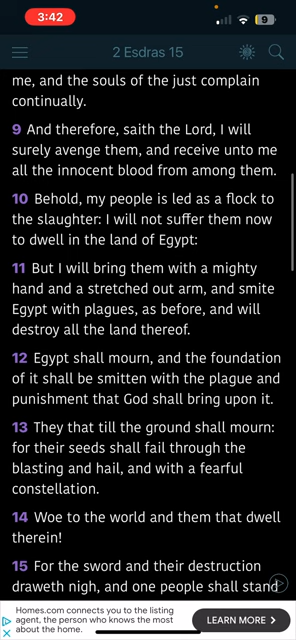 3:42
9
2 Esdras 15
me, and the souls of the just complain
continually.
9 And therefore, saith the Lord, I will
surely avenge them, and receive unto me
all the innocent blood from among them.
10 Behold, my people is led as a flock to
the slaughter: I will not suffer them now
to dwell in the land of Egypt:
11 But I will bring them with a mighty
hand and a stretched out arm, and smite
Egypt with plagues, as before, and will
destroy all the land thereof.
12 Egypt shall mourn, and the foundation
of it shall be smitten with the plague and
punishment that God shall bring upon it.
13 They that till the ground shall mourn:
for their seeds shall fail through the
blasting and hail, and with a fearful
constellation.
14 Woe to the world and them that dwell
therein!
15 For the sword and their destruction
draweth nigh, and one people shall stand
Homes.com connects you to the listing
agent, the person who knows the most
about the home.
LEARN MORE >